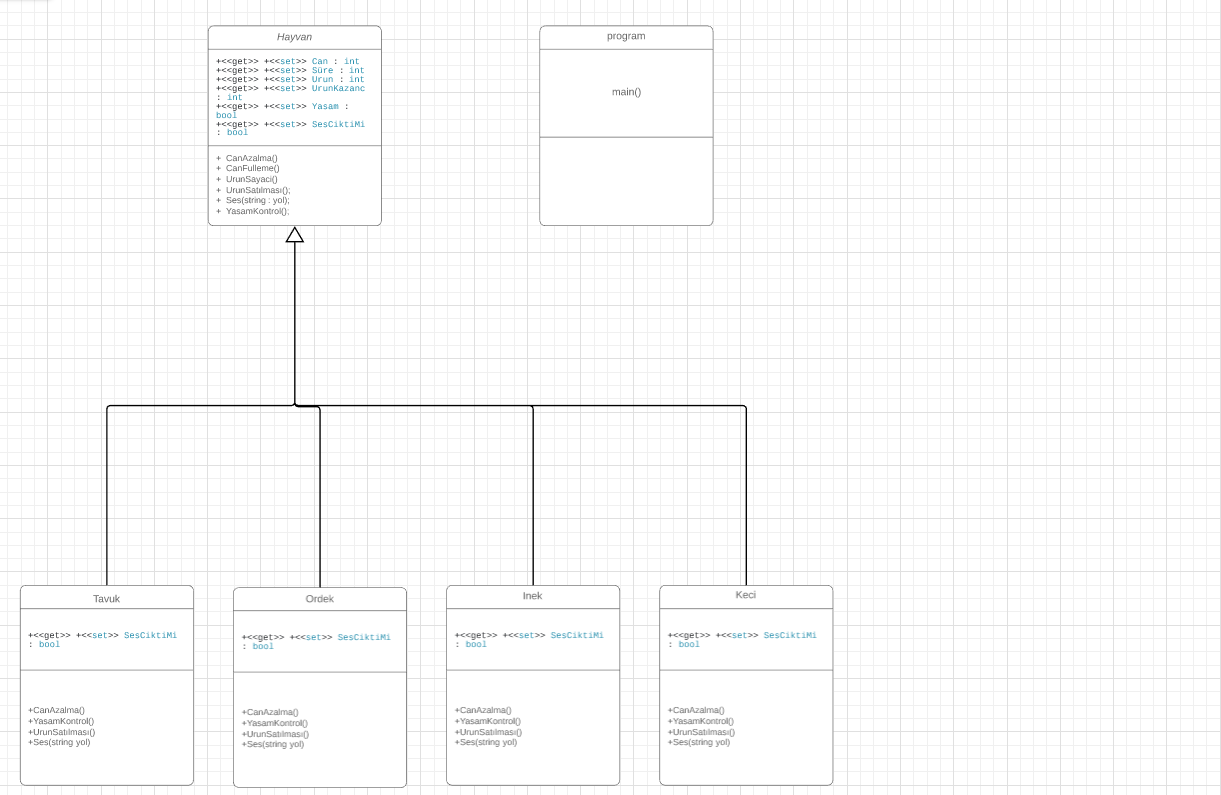 Hayvan
+<<get>> +<<set>> Can : int
+<<get>> +<<set>> Süre : int
+<<get>> +<<set>> Urun : int
+<<get>> +<<set>> UrunKazanc
: int
+<<get>> +<<set>> Yasam :
bool
+<<get>> +<<set>> SesCiktiMi
: bool
+ CanAzalma()
+ CanFulleme()
+ UrunSayaci()
+ UrunSatılması();
+ Ses(string : yol);
+ YasamKontrol();
program
main()
Tavuk
+<<get>> +<<set>> SesCiktiMi
: bool
+CanAzalma()
+YasamKontrol()
+UrunSatılması()
+Ses(string yol)
Ordek
+<<get>> +<<set>> SesCiktiMi
: bool
+CanAzalma()
+YasamKontrol()
+UrunSatılması()
+Ses(string yol)
Inek
+<<get>> +<<set>> SesCiktiMi
: bool
+CanAzalma()
+YasamKontrol()
+UrunSatılması()
+Ses(string yol)
Keci
+<<get>> +<<set>> SesCiktiMi
: bool
+CanAzalma()
+YasamKontrol()
+UrunSatılması()
+Ses(string yol)